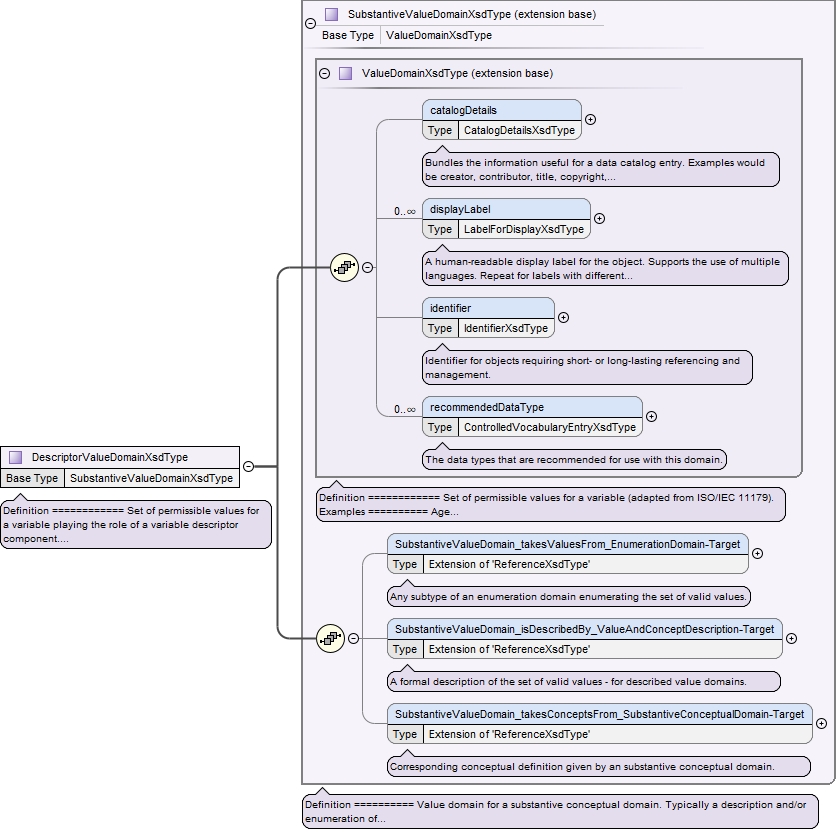 SubstantiveValueDomainXsdType (extension base)
Base Type ValueDomainXsdType
ValueDomainXsdType (extension base)
catalogDetails
Type CatalogDetailsXsdType
Bundles the information useful for a data catalog entry. Examples would
be creator, contributor, title, copyright,...
0..∞ displayLabel
Type LabelForDisplayXsdType
A human-readable display label for the object. Supports the use of multiple
languages. Repeat for labels with different...
identifier
Type IdentifierXsdType
Identifier for objects requiring short- or long-lasting referencing and
management.
0..∞ recommendedDataType
Type ControlledVocabularyEntryXsdType
The data types that are recommended for use with this domain.
DescriptorValueDomainXsdType
Base Type SubstantiveValueDomainXsdType
Definition ============ Set of permissible values for
a variable playing the role of a variable descriptor
component....
Definition ============ Set of permissible values for a variable (adapted from ISO/IEC 11179).
Examples ========== Age...
SubstantiveValueDomain_takesValuesFrom_EnumerationDomain-Target
Type Extension of 'ReferenceXsdType'
Any subtype of an enumeration domain enumerating the set of valid values.
SubstantiveValueDomain_isDescribedBy_ValueAndConceptDescription-Target
Type Extension of 'ReferenceXsdType'
A formal description of the set of valid values - for described value domains.
SubstantiveValueDomain_takesConceptsFrom_SubstantiveConceptualDomain-Target
Type Extension of 'ReferenceXsdType'
Corresponding conceptual definition given by an substantive conceptual domain.
Definition ========== Value domain for a substantive conceptual domain. Typically a description and/or
enumeration of...